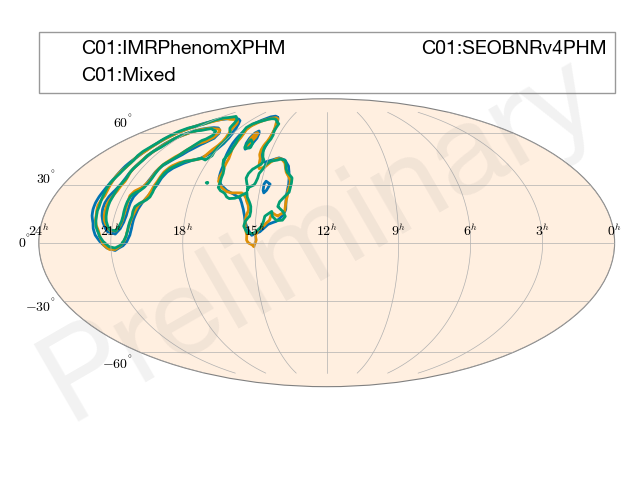 C01:IMRPhenomXPHM C01:SEOBNRv4PHM
C01:Mixed
60°
30°
0° 24h 21h 18h 15h 12h 9h 6h 3h 0h
−30°
−60°
Preliminary